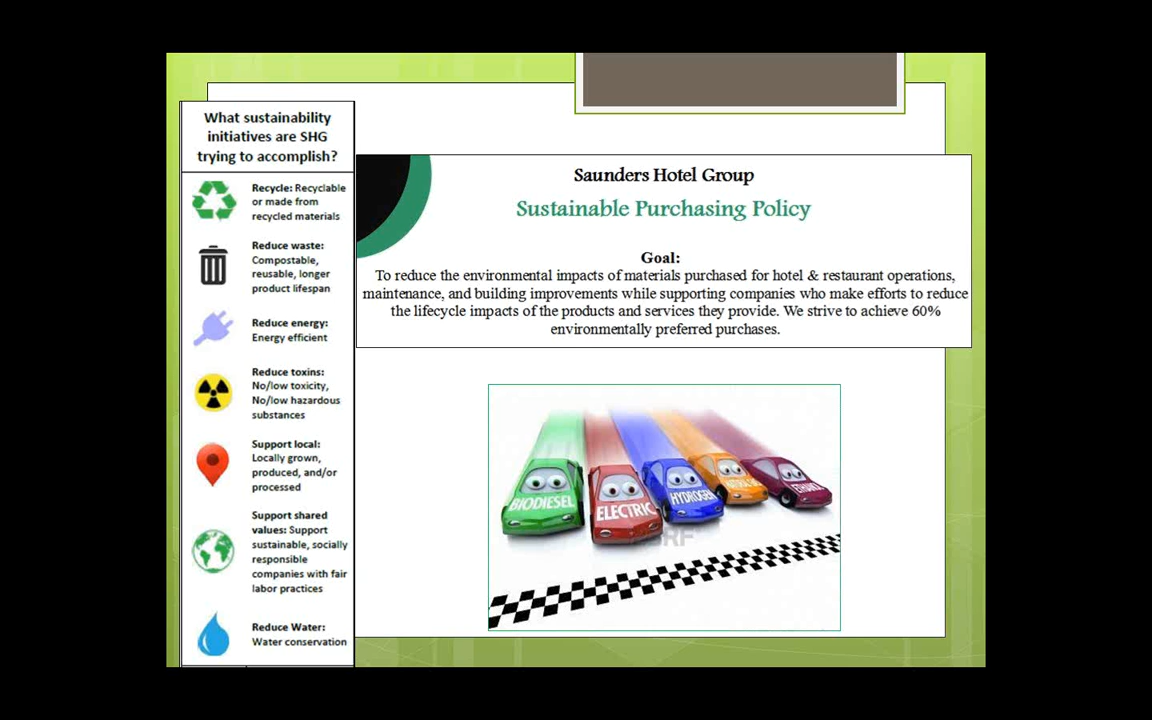 What sustainability
initiatives are SHG
trying to accomplish?
Recycle: Recyclable
or made from
recycled materials
Reduce waste:
Compostable,
reusable, longer
product lifespan
Reduce energy:
Energy efficient
Reduce toxins:
No/low toxicity,
No/low hazardous
substances
Support local:
Locally grown,
produced, and/or
processed
Support shared
values: Support
sustainable, socially
responsible
companies with fair
labor practices
Reduce Water:
Water conservation
Saunders Hotel Group
Sustainable Purchasing Policy
Goal:
To reduce the environmental impacts of materials purchased for hotel & restaurant operations,
maintenance, and building improvements while supporting companies who make efforts to reduce
the lifecycle impacts of the products and services they provide. We strive to achieve 60%
environmentally preferred purchases.
BIODIESEL
ELECTRIC
HYDROGEN
ETHANOL